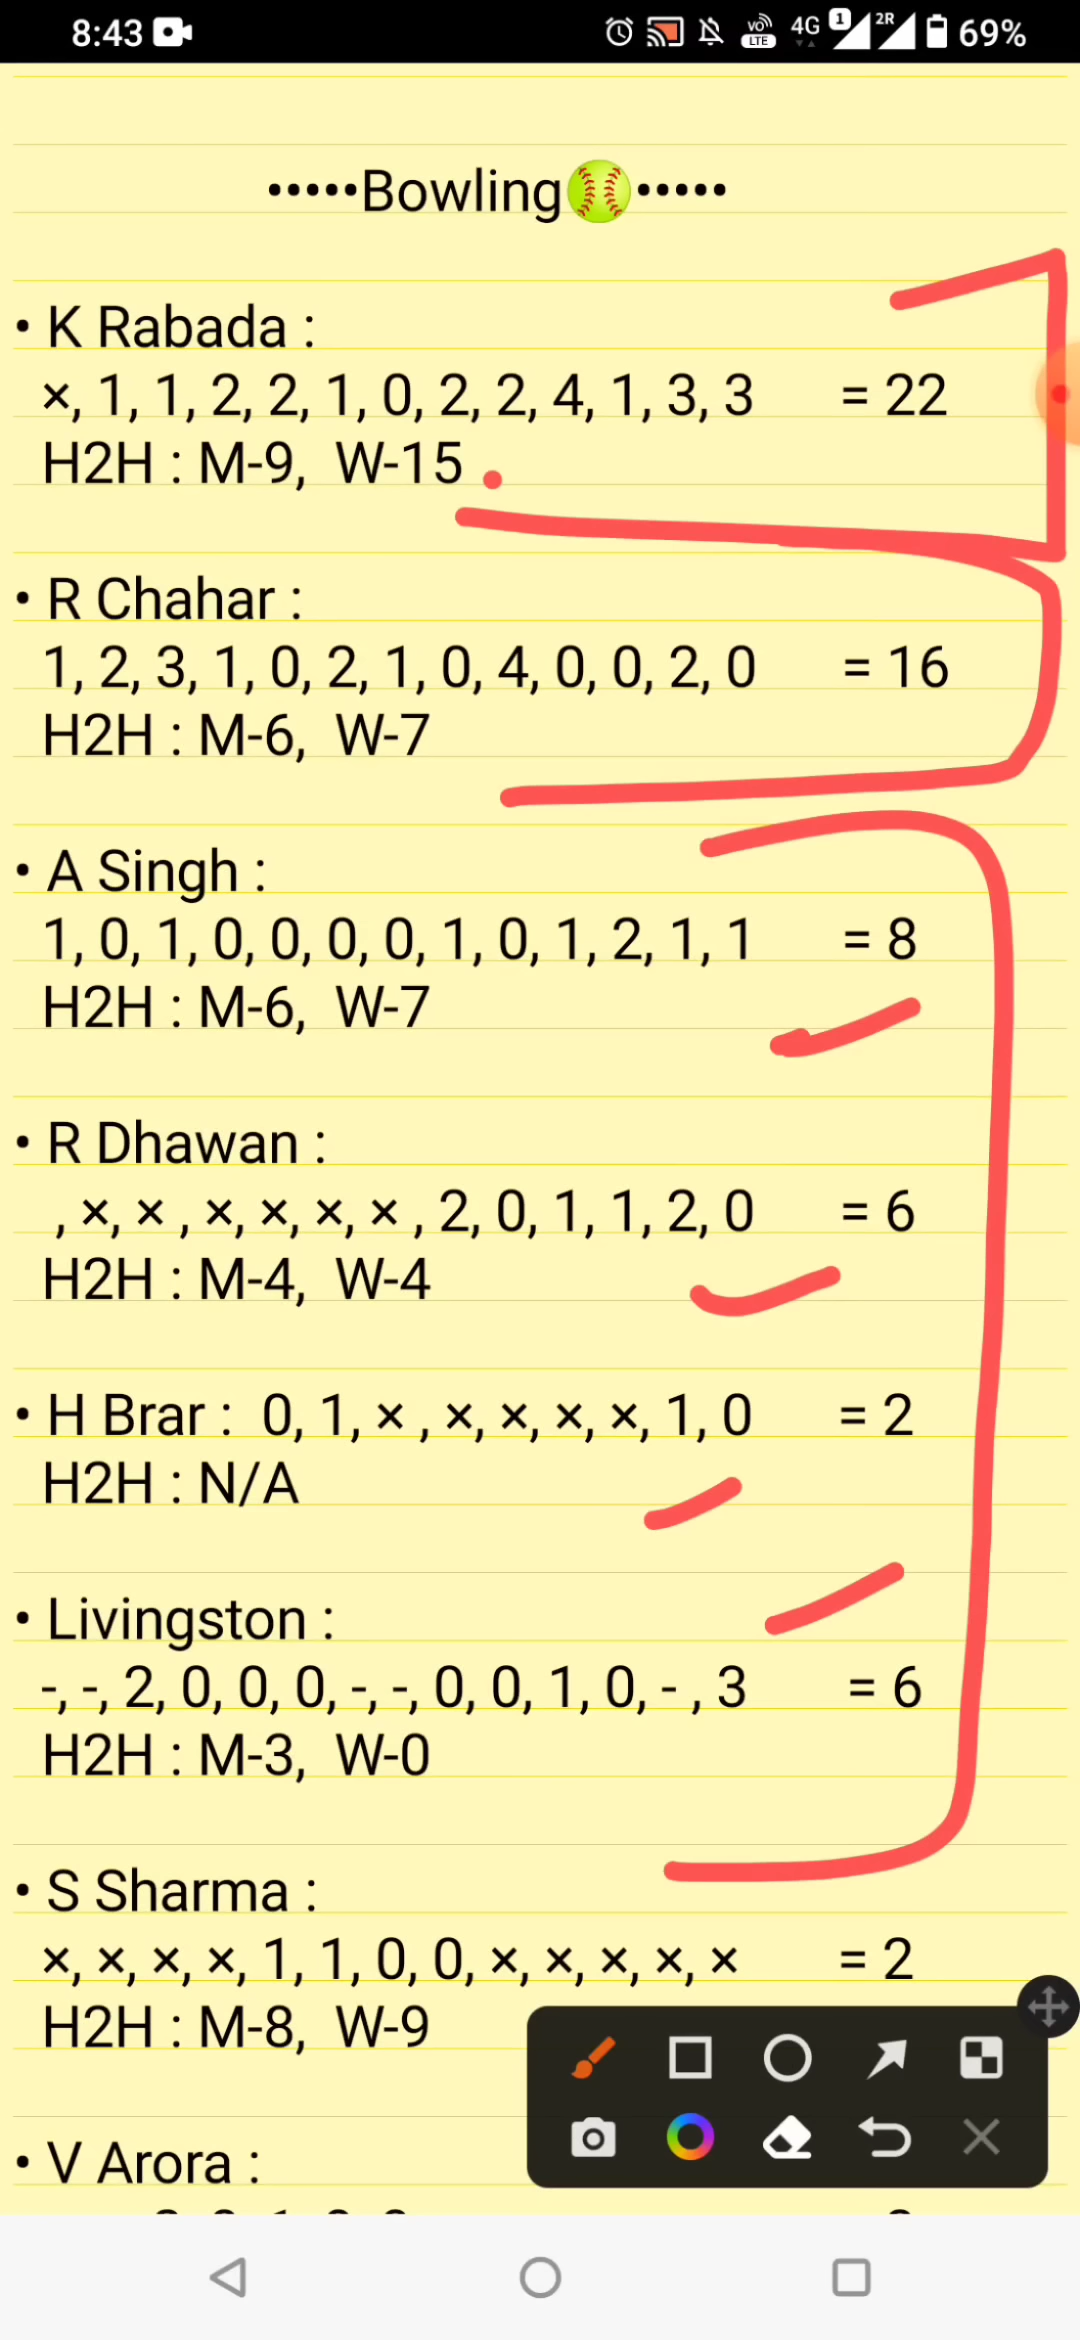 8:43 VO LTE 4G 1 2R 69%
•••••Bowling🥎•••••
• K Rabada :
×, 1, 1, 2, 2, 1, 0, 2, 2, 4, 1, 3, 3 = 22
H2H : M-9, W-15
• R Chahar :
1, 2, 3, 1, 0, 2, 1, 0, 4, 0, 0, 2, 0 = 16
H2H : M-6, W-7
• A Singh :
1, 0, 1, 0, 0, 0, 0, 1, 0, 1, 2, 1, 1 = 8
H2H : M-6, W-7
• R Dhawan :
, ×, × , ×, ×, ×, × , 2, 0, 1, 1, 2, 0 = 6
H2H : M-4, W-4
• H Brar : 0, 1, × , ×, ×, ×, ×, 1, 0 = 2
H2H : N/A
• Livingston :
-, -, 2, 0, 0, 0, -, -, 0, 0, 1, 0, - , 3 = 6
H2H : M-3, W-0
• S Sharma :
×, ×, ×, ×, 1, 1, 0, 0, ×, ×, ×, ×, × = 2
H2H : M-8, W-9
• V Arora :